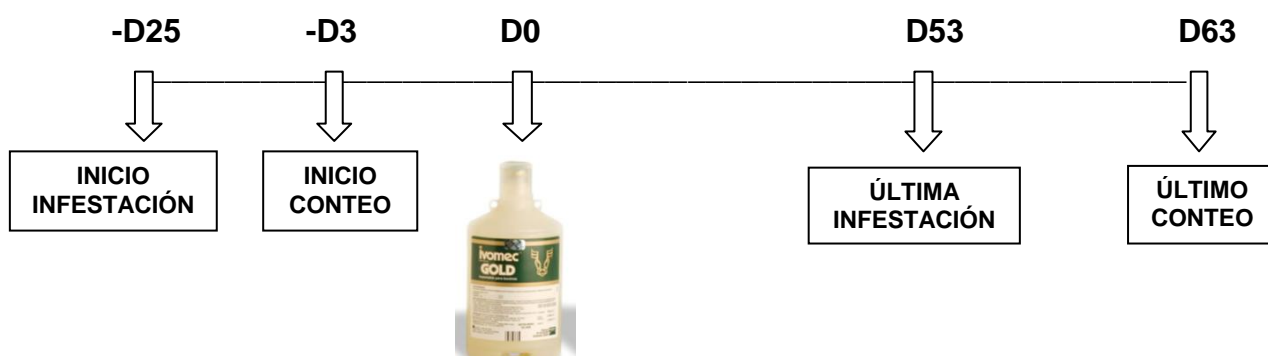 -D25 -D3 D0 D53 D63
INICIO
INFESTACIÓN
INICIO
CONTEO
ivomec
GOLD
ÚLTIMA
INFESTACIÓN
ÚLTIMO
CONTEO